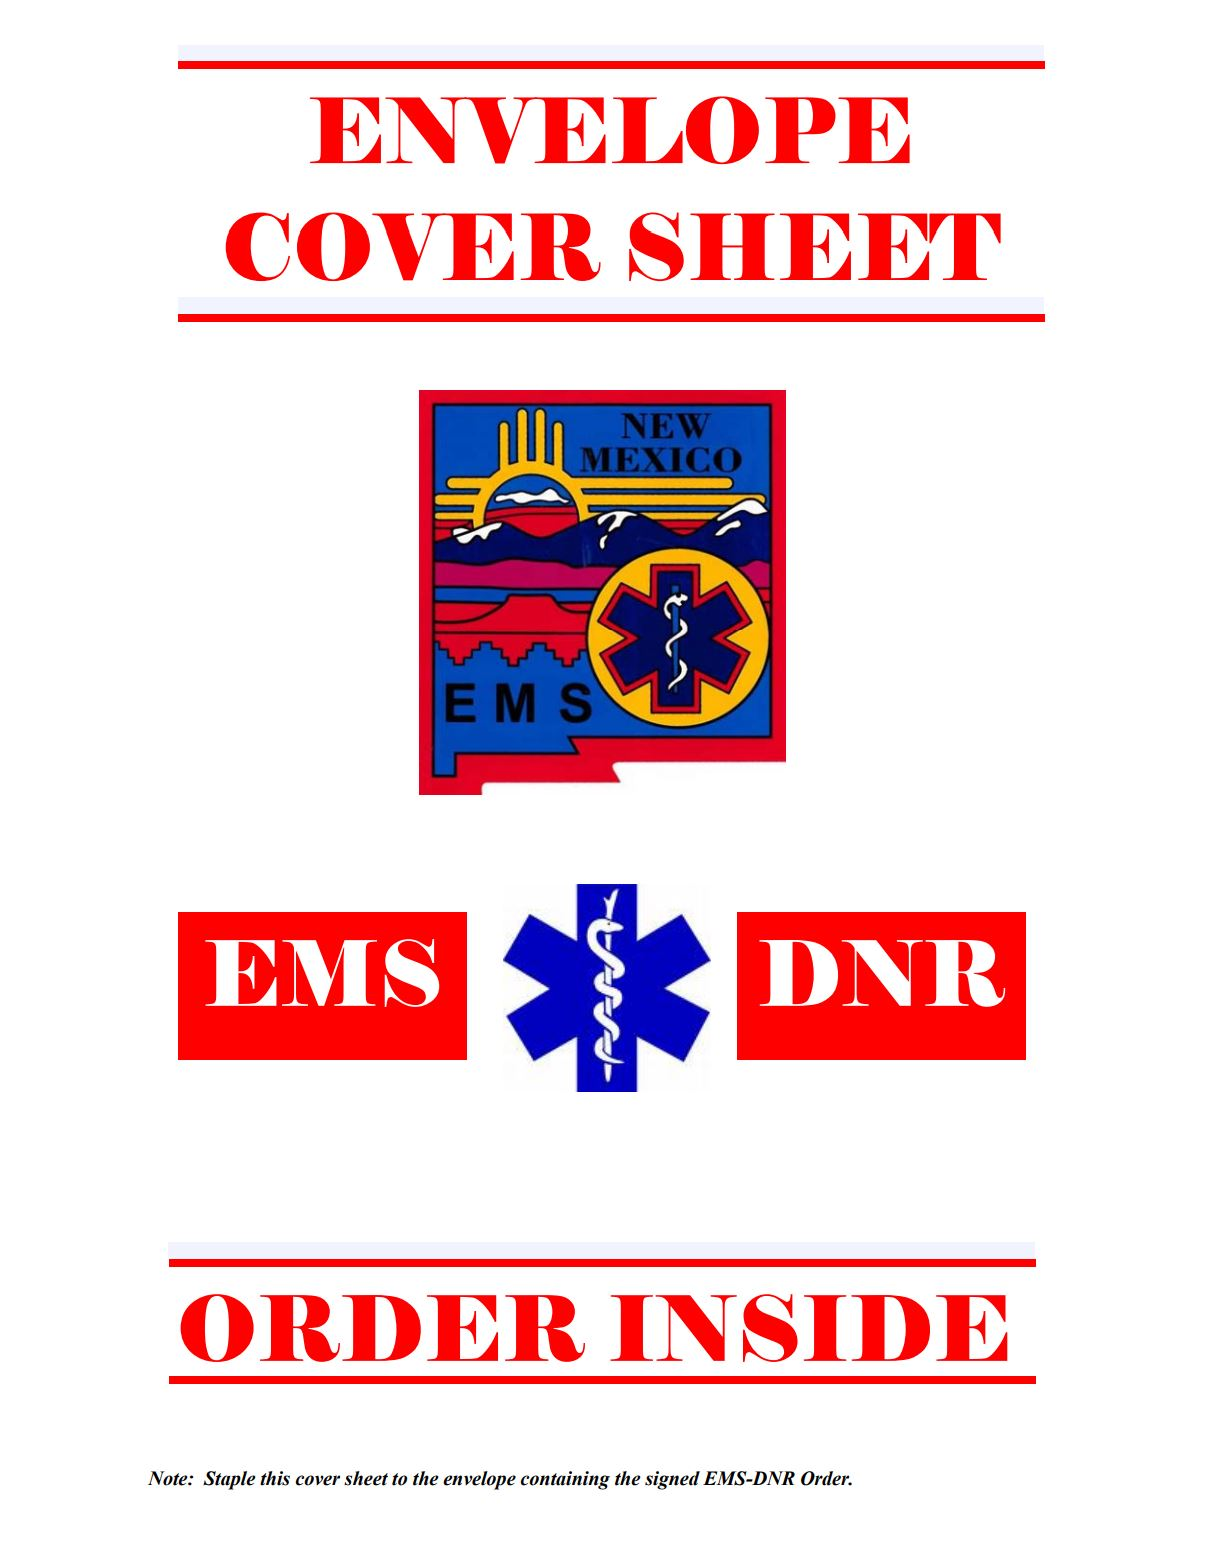 ENVELOPE
COVER SHEET
NEW
MEXICO
E M S
EMS
DNR
ORDER INSIDE
Note:  Staple this cover sheet to the envelope containing the signed EMS-DNR Order.